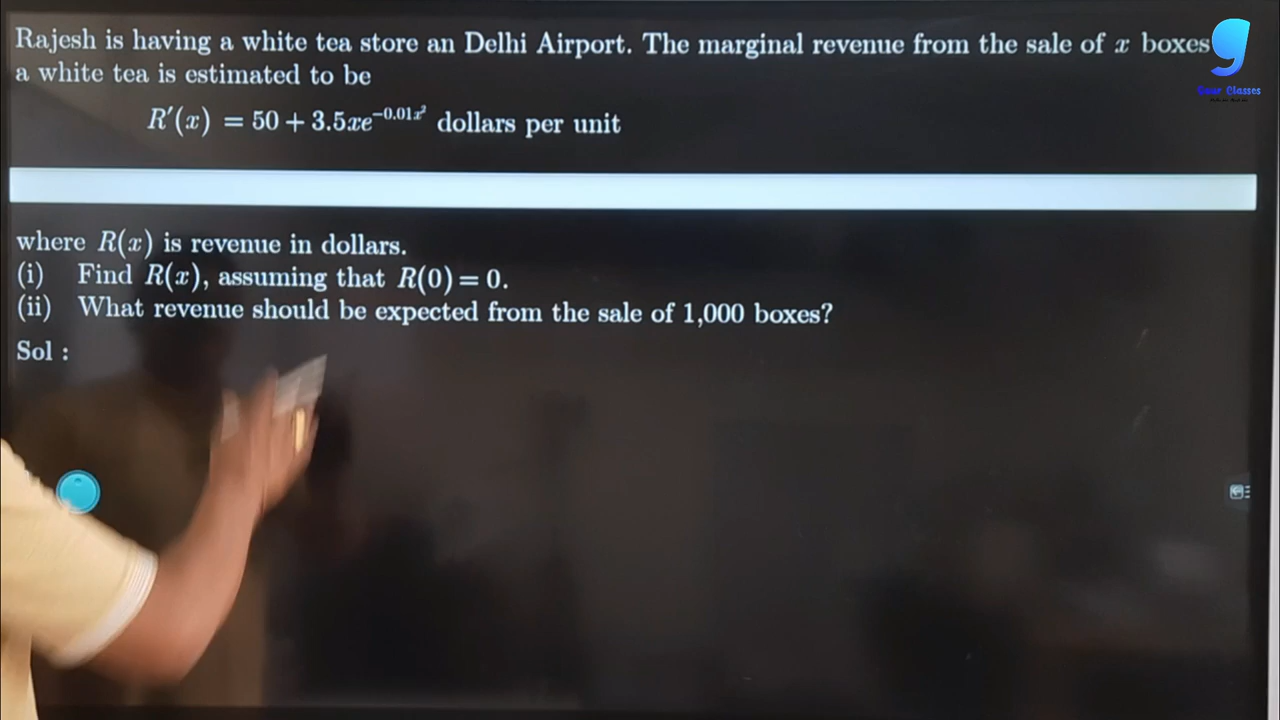 Rajesh is having a white tea store an Delhi Airport. The marginal revenue from the sale of x boxes
a white tea is estimated to be
R′(x) = 50 + 3.5xe^{−0.01x²} dollars per unit
where R(x) is revenue in dollars.
(i) Find R(x), assuming that R(0) = 0.
(ii) What revenue should be expected from the sale of 1,000 boxes?
Sol :
Classes